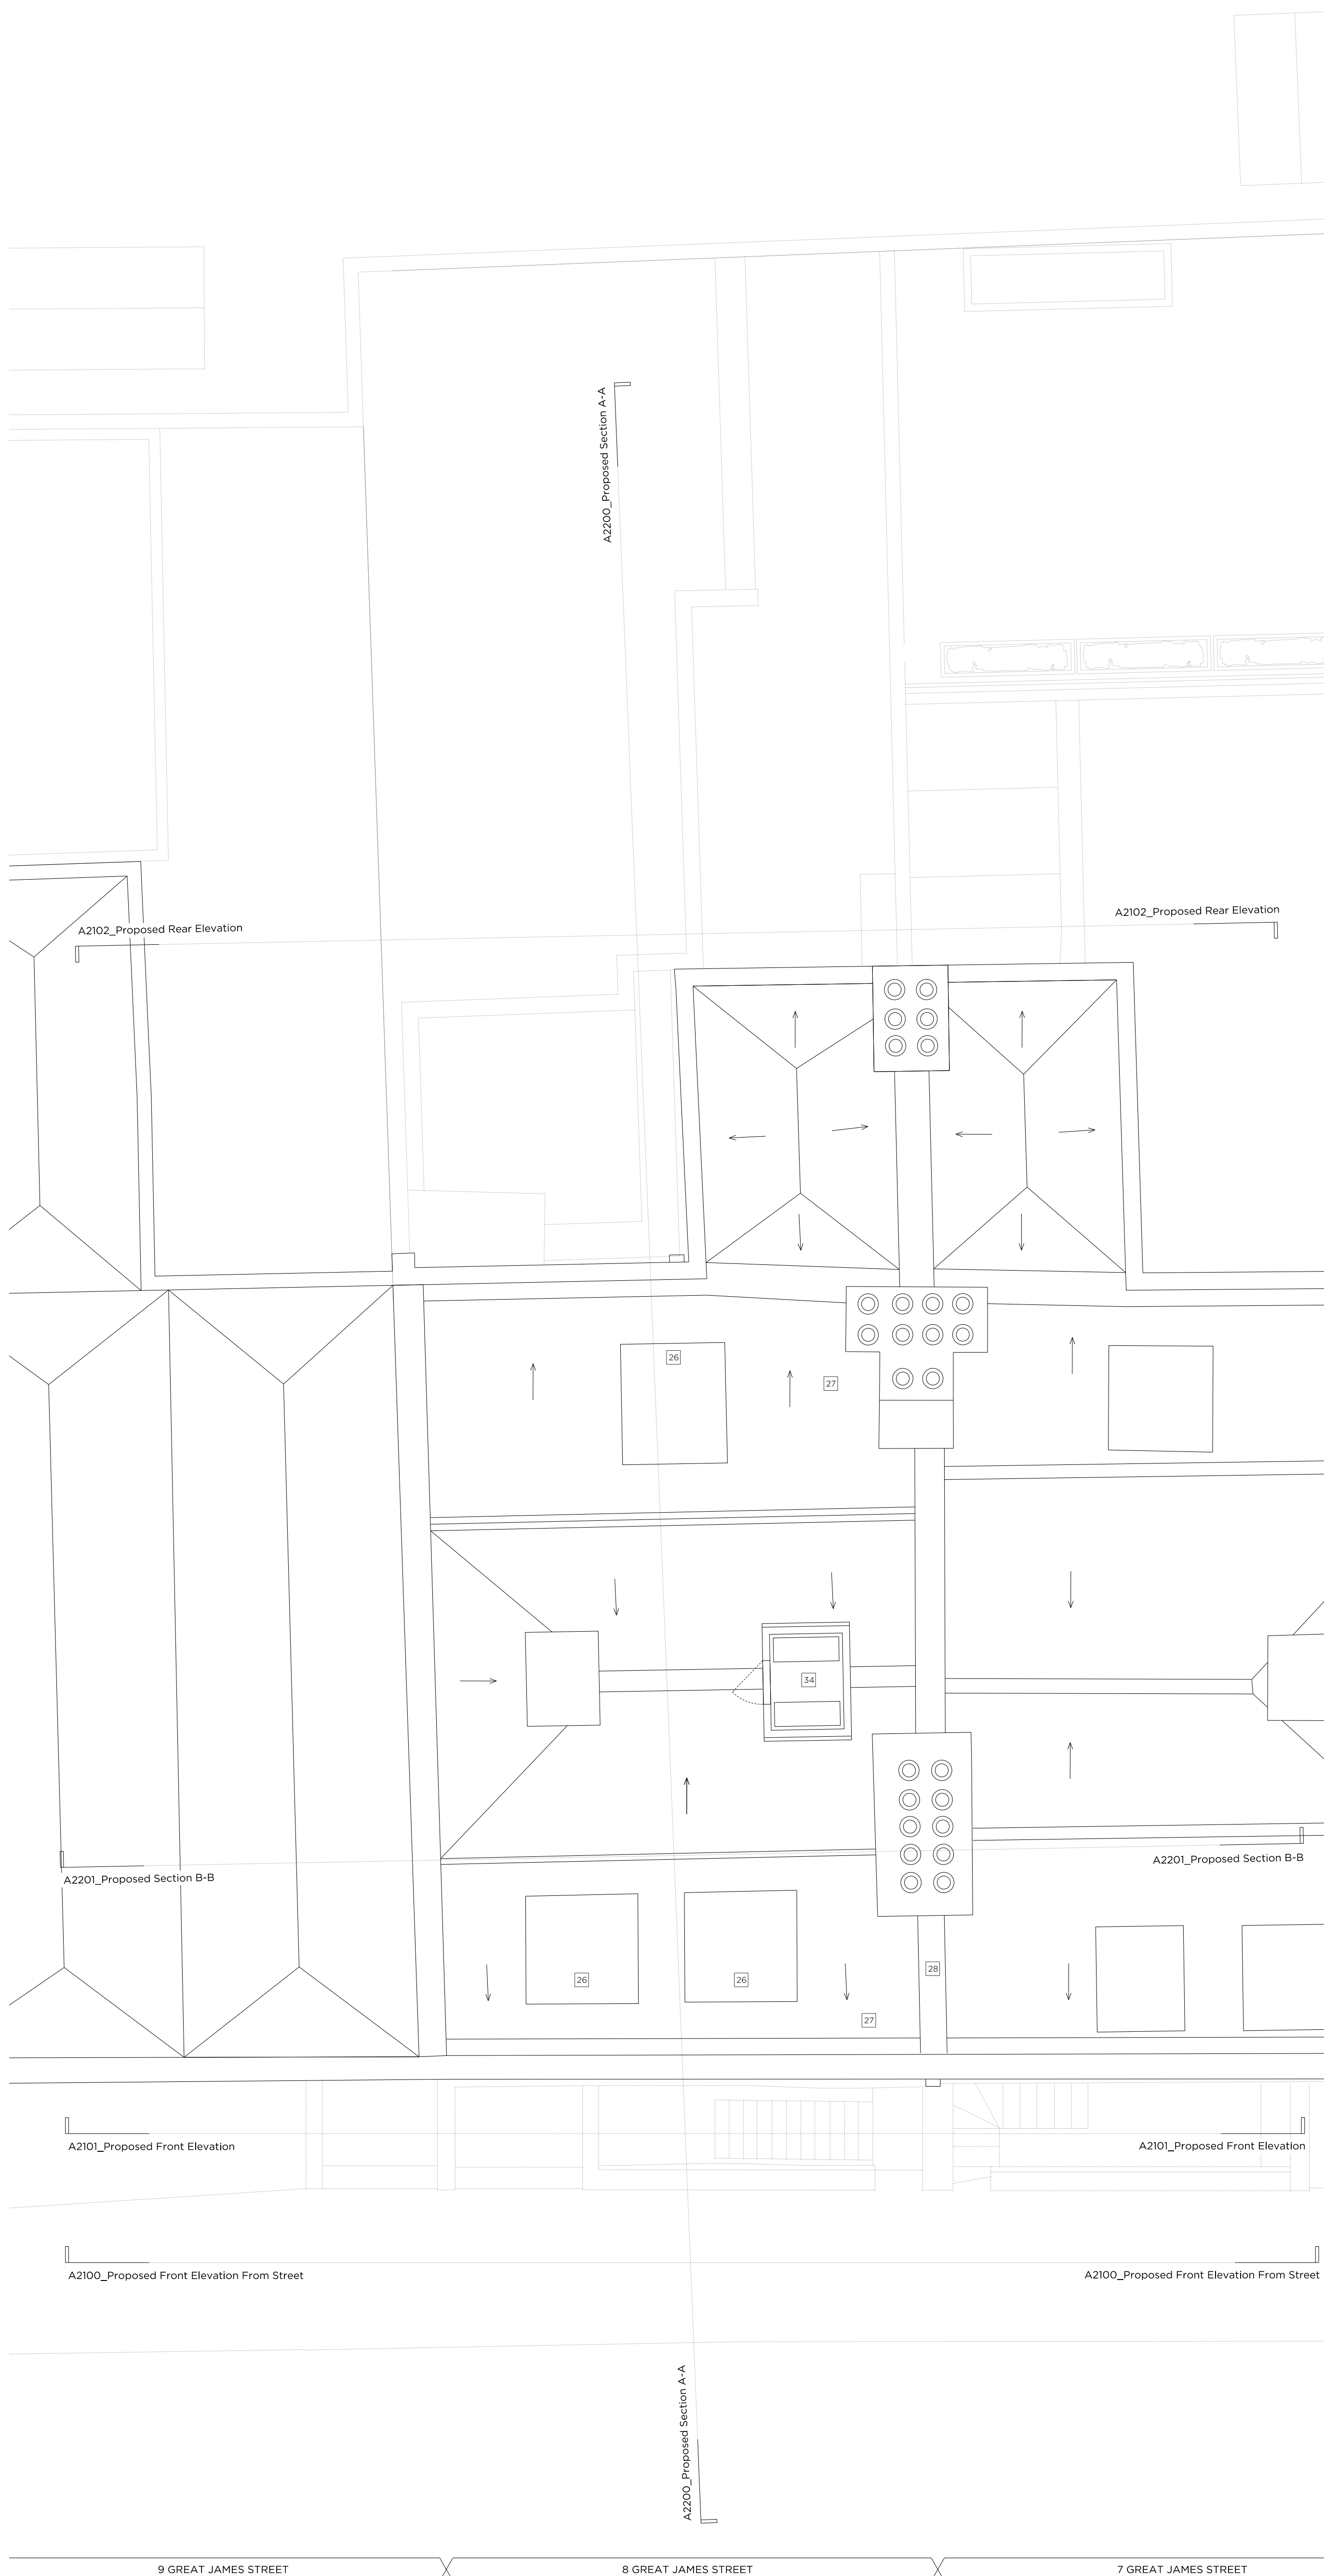 A2200_Proposed Section A-A
A2102_Proposed Rear Elevation
A2102_Proposed Rear Elevation
26
27
34
A2201_Proposed Section B-B
A2201_Proposed Section B-B
28
26
26
27
A2101_Proposed Front Elevation
A2101_Proposed Front Elevation
A2100_Proposed Front Elevation From Street
A2100_Proposed Front Elevation From Street
A2200_Proposed Section A-A
9 GREAT JAMES STREET
8 GREAT JAMES STREET
7 GREAT JAMES STREET